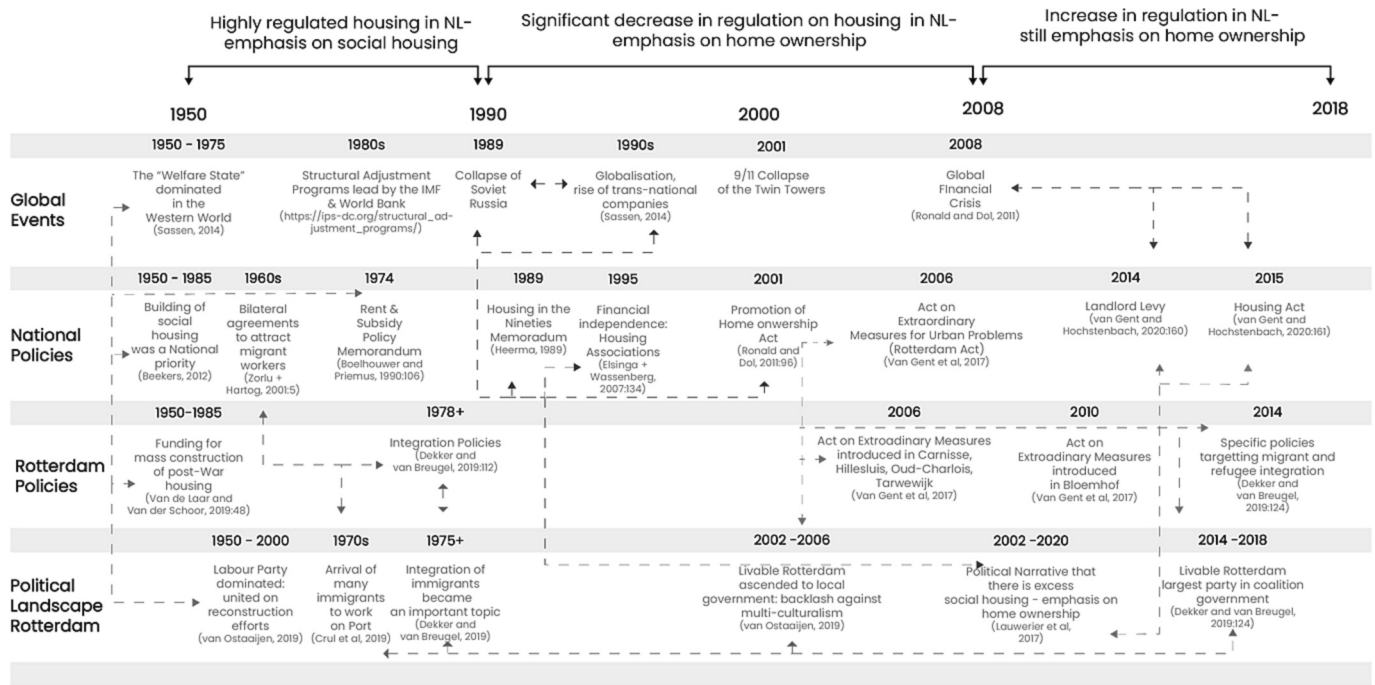 Highly regulated housing in NL-
emphasis on social housing
Significant decrease in regulation on housing in NL-
emphasis on home ownership
Increase in regulation in NL-
still emphasis on home ownership
1950
1990
2000
2008
2018
1950 - 1975
1980s
1989
1990s
2001
2008
Global
Events
The "Welfare State"
dominated
in the
Western World
(Sassen, 2014)
Structural Adjustment
Programs lead by the IMF
& World Bank
(https://ips-dc.org/structural_ad-
justment_programs/)
Collapse of
Soviet
Russia
Globalisation,
rise of trans-national
companies
(Sassen, 2014)
9/11 Collapse
of the Twin Towers
Global
FInancial
Crisis
(Ronald and Dol, 2011)
1950 - 1985
1960s
1974
1989
1995
2001
2006
2014
2015
National
Policies
Building of
social
housing
was a National
priority
(Beekers, 2012)
Bilateral
agreements
to attract
migrant
workers
(Zorlu +
Hartog, 2001:5)
Rent &
Subsidy
Policy
Memorandum
(Boelhouwer and
Priemus, 1990:106)
Housing in the
Nineties
Memoradum
(Heerma, 1989)
Financial
independence:
Housing
Associations
(Elsinga +
Wassenberg,
2007:134)
Promotion of
Home onwership
Act
(Ronald and
Dol, 2011:96)
Act on
Extraordinary
Measures for Urban Problems
(Rotterdam Act)
(Van Gent et al, 2017)
Landlord Levy
(van Gent and
Hochstenbach, 2020:160)
Housing Act
(van Gent and
Hochstenbach, 2020:161)
1950-1985
1978+
2006
2010
2014
Rotterdam
Policies
Funding for
mass construction
of post-War
housing
(Van de Laar and
Van der Schoor, 2019:48)
Integration Policies
(Dekker and
van Breugel, 2019:112)
Act on Extroadinary Measures
introduced in Carnisse,
Hillesluis, Oud-Charlois,
Tarwewijk
(Van Gent et al, 2017)
Act on
Extroadinary Measures
introduced
in Bloemhof
(Van Gent et al, 2017)
Specific policies
targetting migrant and
refugee integration
(Dekker and
van Breugel,
2019:124)
1950 - 2000
1970s
1975+
2002 -2006
2002 -2020
2014 -2018
Political
Landscape
Rotterdam
Labour Party
dominated:
united on
reconstruction
efforts
(van Ostaaijen, 2019)
Arrival of
many
immigrants
to work
on Port
(Crul et al, 2019)
Integration of
immigrants
became
an important topic
(Dekker and
van Breugel, 2019)
Livable Rotterdam
ascended to local
government: backlash against
multi-culturalism
(van Ostaaijen, 2019)
Political Narrative that
there is excess
social housing - emphasis on
home ownership
(Lauwerier et al,
2017)
Livable Rotterdam
largest party in coalition
government
(Dekker and van Breugel,
2019:124)